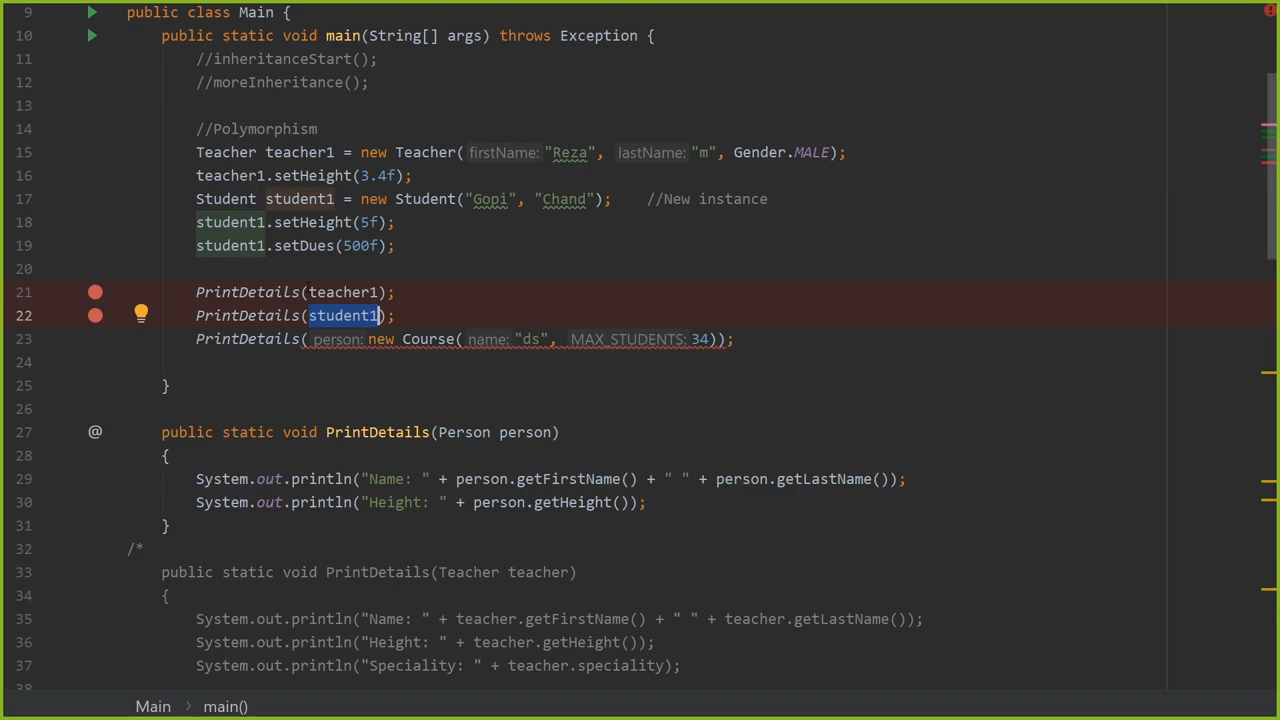 9 public class Main {
10 public static void main(String[] args) throws Exception {
11 //inheritanceStart();
12 //moreInheritance();
13
14 //Polymorphism
15 Teacher teacher1 = new Teacher( firstName: "Reza", lastName: "m", Gender.MALE);
16 teacher1.setHeight(3.4f);
17 Student student1 = new Student("Gopi", "Chand"); //New instance
18 student1.setHeight(5f);
19 student1.setDues(500f);
20
21 PrintDetails(teacher1);
22 PrintDetails(student1);
23 PrintDetails( person: new Course( name: "ds", MAX_STUDENTS: 34));
24
25 }
26
27 @ public static void PrintDetails(Person person)
28 {
29 System.out.println("Name: " + person.getFirstName() + " " + person.getLastName());
30 System.out.println("Height: " + person.getHeight());
31 }
32 /*
33 public static void PrintDetails(Teacher teacher)
34 {
35 System.out.println("Name: " + teacher.getFirstName() + " " + teacher.getLastName());
36 System.out.println("Height: " + teacher.getHeight());
37 System.out.println("Speciality: " + teacher.speciality);
38
Main > main()